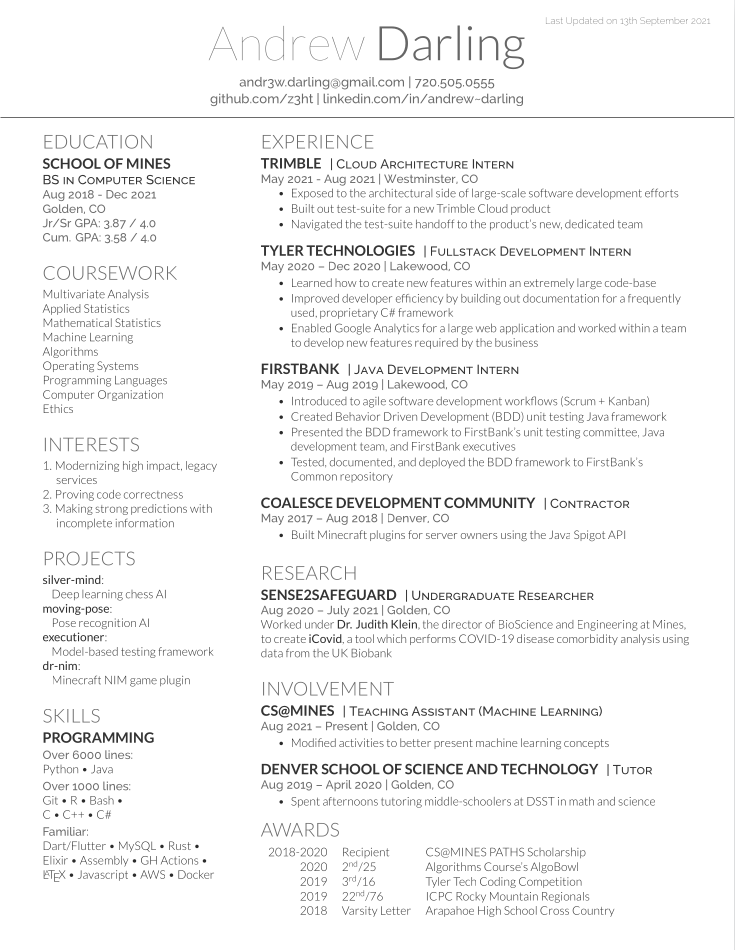 Last Updated on 13th September 2021
Andrew Darling
andr3w.darling@gmail.com | 720.505.0555
github.com/z3ht | linkedin.com/in/andrew-darling
EDUCATION
SCHOOL OF MINES
BS in Computer Science
Aug 2018 - Dec 2021
Golden, CO
Jr/Sr GPA: 3.87 / 4.0
Cum. GPA: 3.58 / 4.0
COURSEWORK
Multivariate Analysis
Applied Statistics
Mathematical Statistics
Machine Learning
Algorithms
Operating Systems
Programming Languages
Computer Organization
Ethics
INTERESTS
1. Modernizing high impact, legacy
services
2. Proving code correctness
3. Making strong predictions with
incomplete information
PROJECTS
silver-mind:
Deep learning chess AI
moving-pose:
Pose recognition AI
executioner:
Model-based testing framework
dr-nim:
Minecraft NIM game plugin
SKILLS
PROGRAMMING
Over 6000 lines:
Python • Java
Over 1000 lines:
Git • R • Bash •
C • C++ • C#
Familiar:
Dart/Flutter • MySQL • Rust •
Elixir • Assembly • GH Actions •
LATEX • Javascript • AWS • Docker
EXPERIENCE
TRIMBLE | Cloud Architecture Intern
May 2021 - Aug 2021 | Westminster, CO
• Exposed to the architectural side of large-scale software development efforts
• Built out test-suite for a new Trimble Cloud product
• Navigated the test-suite handoff to the product's new, dedicated team
TYLER TECHNOLOGIES | Fullstack Development Intern
May 2020 – Dec 2020 | Lakewood, CO
• Learned how to create new features within an extremely large code-base
• Improved developer efficiency by building out documentation for a frequently
used, proprietary C# framework
• Enabled Google Analytics for a large web application and worked within a team
to develop new features required by the business
FIRSTBANK | Java Development Intern
May 2019 – Aug 2019 | Lakewood, CO
• Introduced to agile software development workflows (Scrum + Kanban)
• Created Behavior Driven Development (BDD) unit testing Java framework
• Presented the BDD framework to FirstBank's unit testing committee, Java
development team, and FirstBank executives
• Tested, documented, and deployed the BDD framework to FirstBank's
Common repository
COALESCE DEVELOPMENT COMMUNITY | Contractor
May 2017 – Aug 2018 | Denver, CO
• Built Minecraft plugins for server owners using the Java Spigot API
RESEARCH
SENSE2SAFEGUARD | Undergraduate Researcher
Aug 2020 – July 2021 | Golden, CO
Worked under Dr. Judith Klein, the director of BioScience and Engineering at Mines,
to create iCovid, a tool which performs COVID-19 disease comorbidity analysis using
data from the UK Biobank
INVOLVEMENT
CS@MINES | Teaching Assistant (Machine Learning)
Aug 2021 – Present | Golden, CO
• Modified activities to better present machine learning concepts
DENVER SCHOOL OF SCIENCE AND TECHNOLOGY | Tutor
Aug 2019 – April 2020 | Golden, CO
• Spent afternoons tutoring middle-schoolers at DSST in math and science
AWARDS
2018-2020 Recipient CS@MINES PATHS Scholarship
2020 2nd/25 Algorithms Course's AlgoBowl
2019 3rd/16 Tyler Tech Coding Competition
2019 22nd/76 ICPC Rocky Mountain Regionals
2018 Varsity Letter Arapahoe High School Cross Country